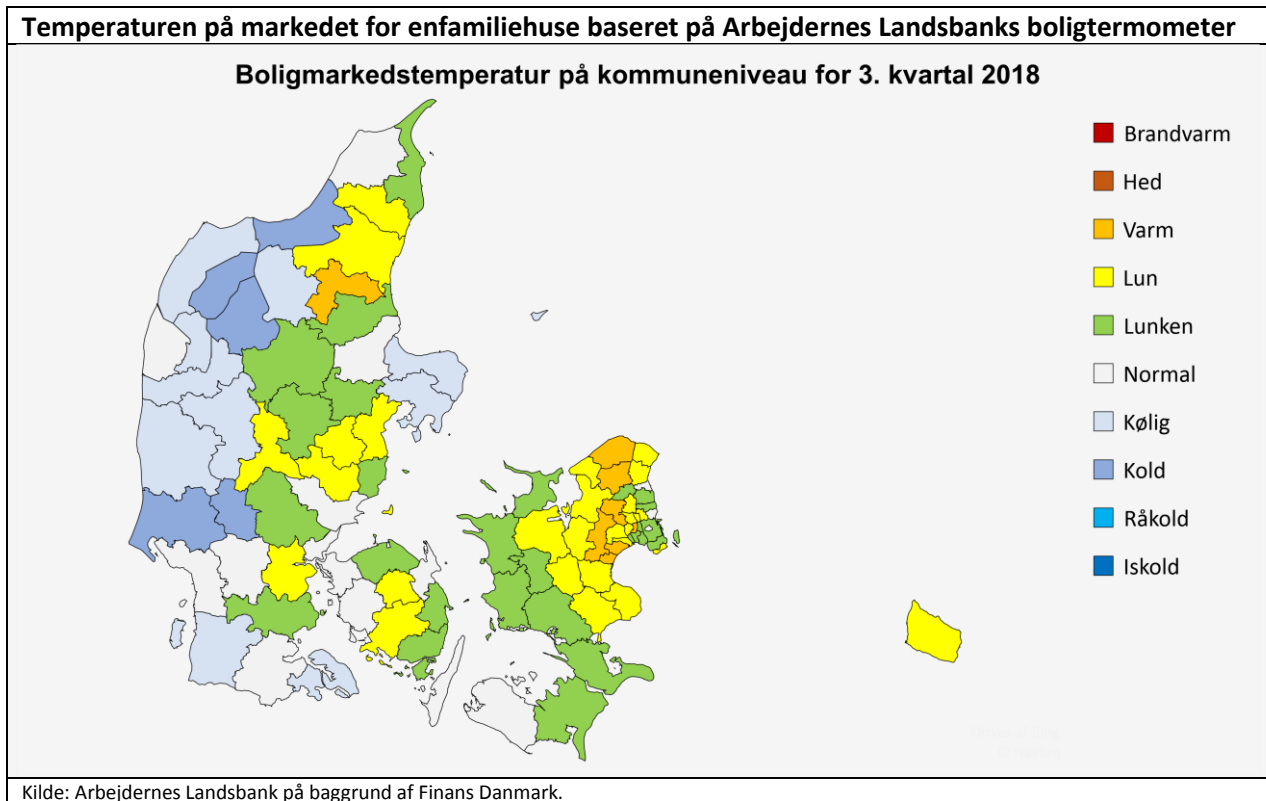 Temperaturen på markedet for enfamiliehuse baseret på Arbejdernes Landsbanks boligtermometer
Boligmarkedstemperatur på kommuneniveau for 3. kvartal 2018
Brandvarm
Hed
Varm
Lun
Lunken
Normal
Kølig
Kold
Råkold
Iskold
Kilde: Arbejdernes Landsbank på baggrund af Finans Danmark.